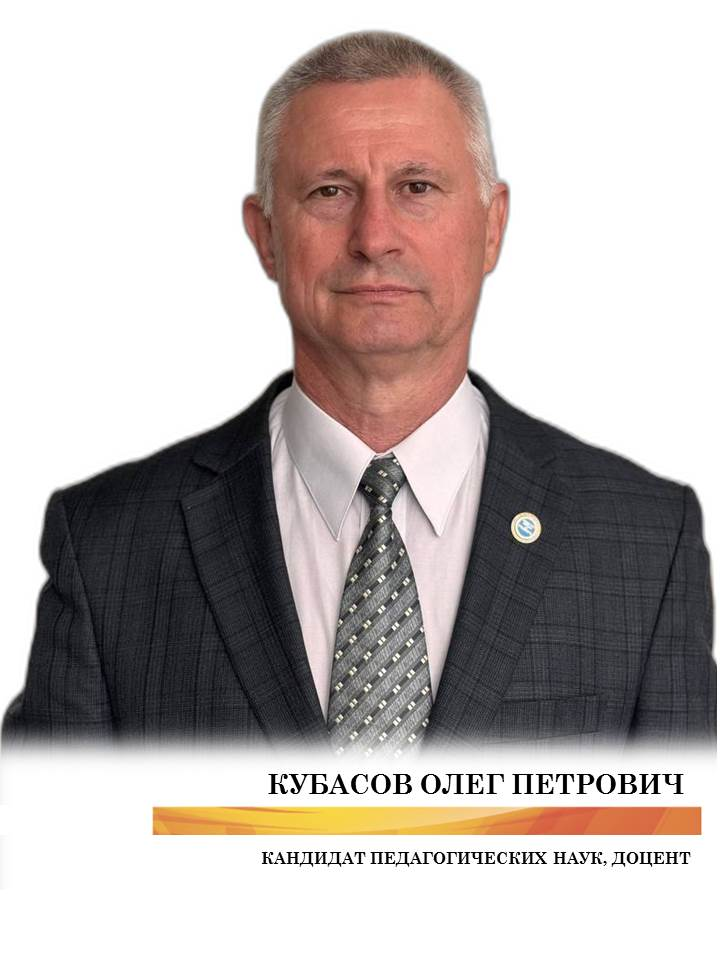 КУБАСОВ ОЛЕГ ПЕТРОВИЧ
КАНДИДАТ ПЕДАГОГИЧЕСКИХ НАУК, ДОЦЕНТ